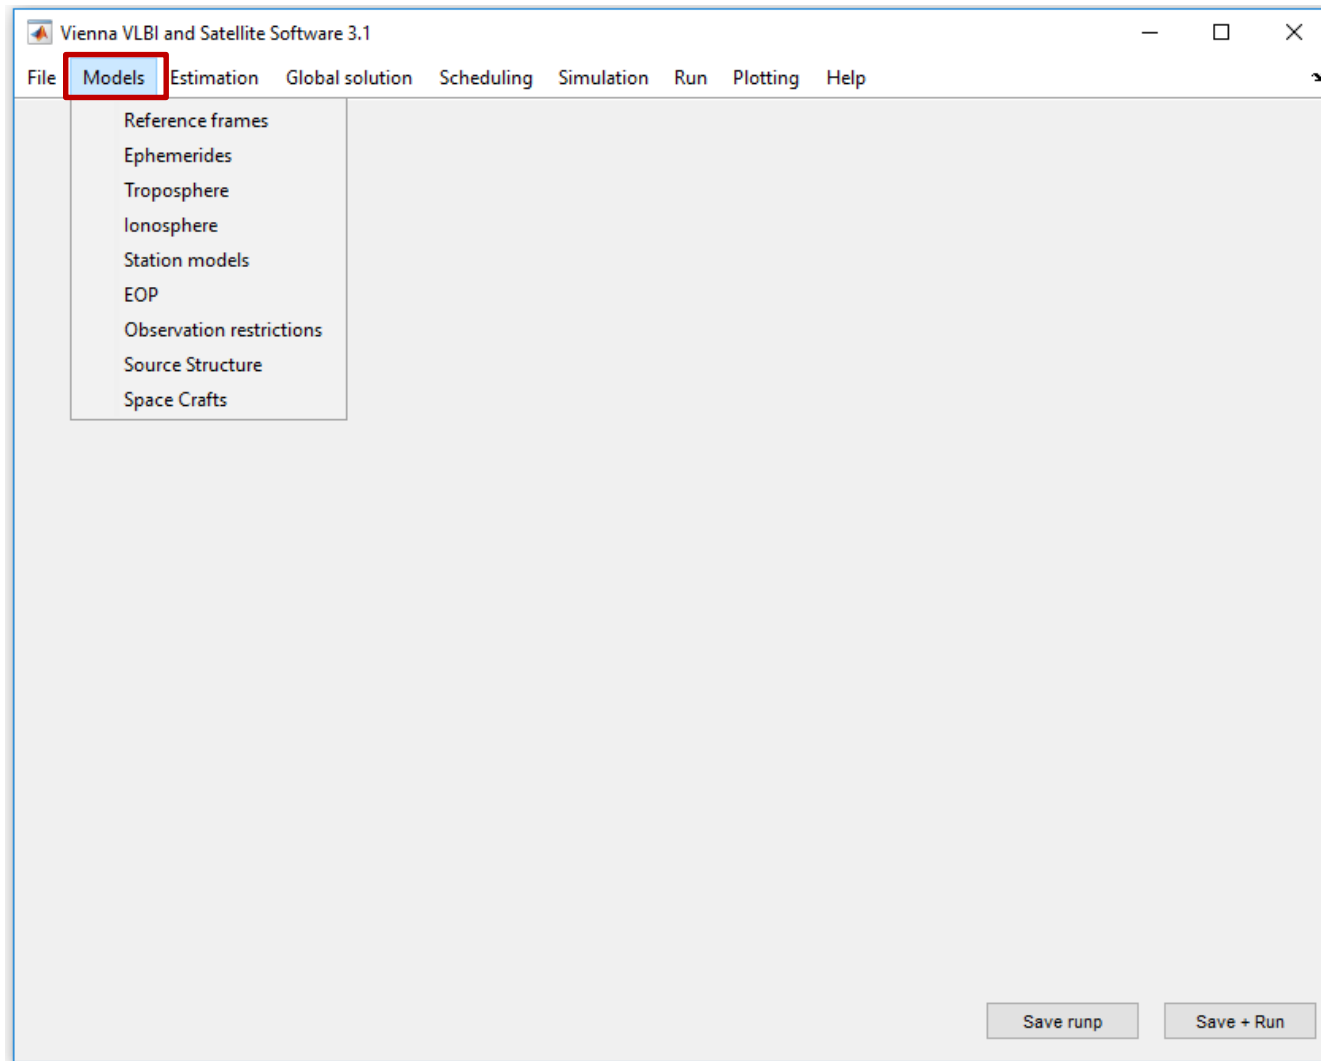 Vienna VLBI and Satellite Software 3.1
File Models Estimation Global solution Scheduling Simulation Run Plotting Help
Reference frames
Ephemerides
Troposphere
Ionosphere
Station models
EOP
Observation restrictions
Source Structure
Space Crafts
Save runp Save + Run